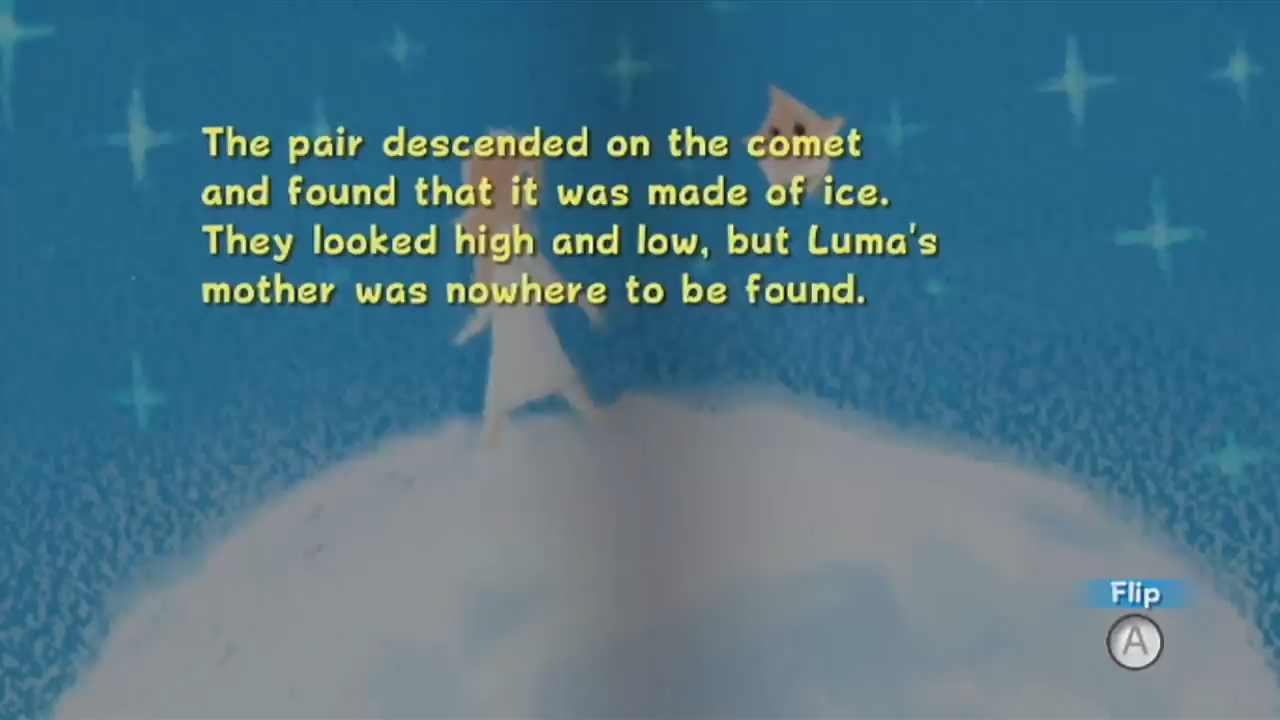 The pair descended on the comet
and found that it was made of ice.
They looked high and low, but Luma's
mother was nowhere to be found.
Flip
A